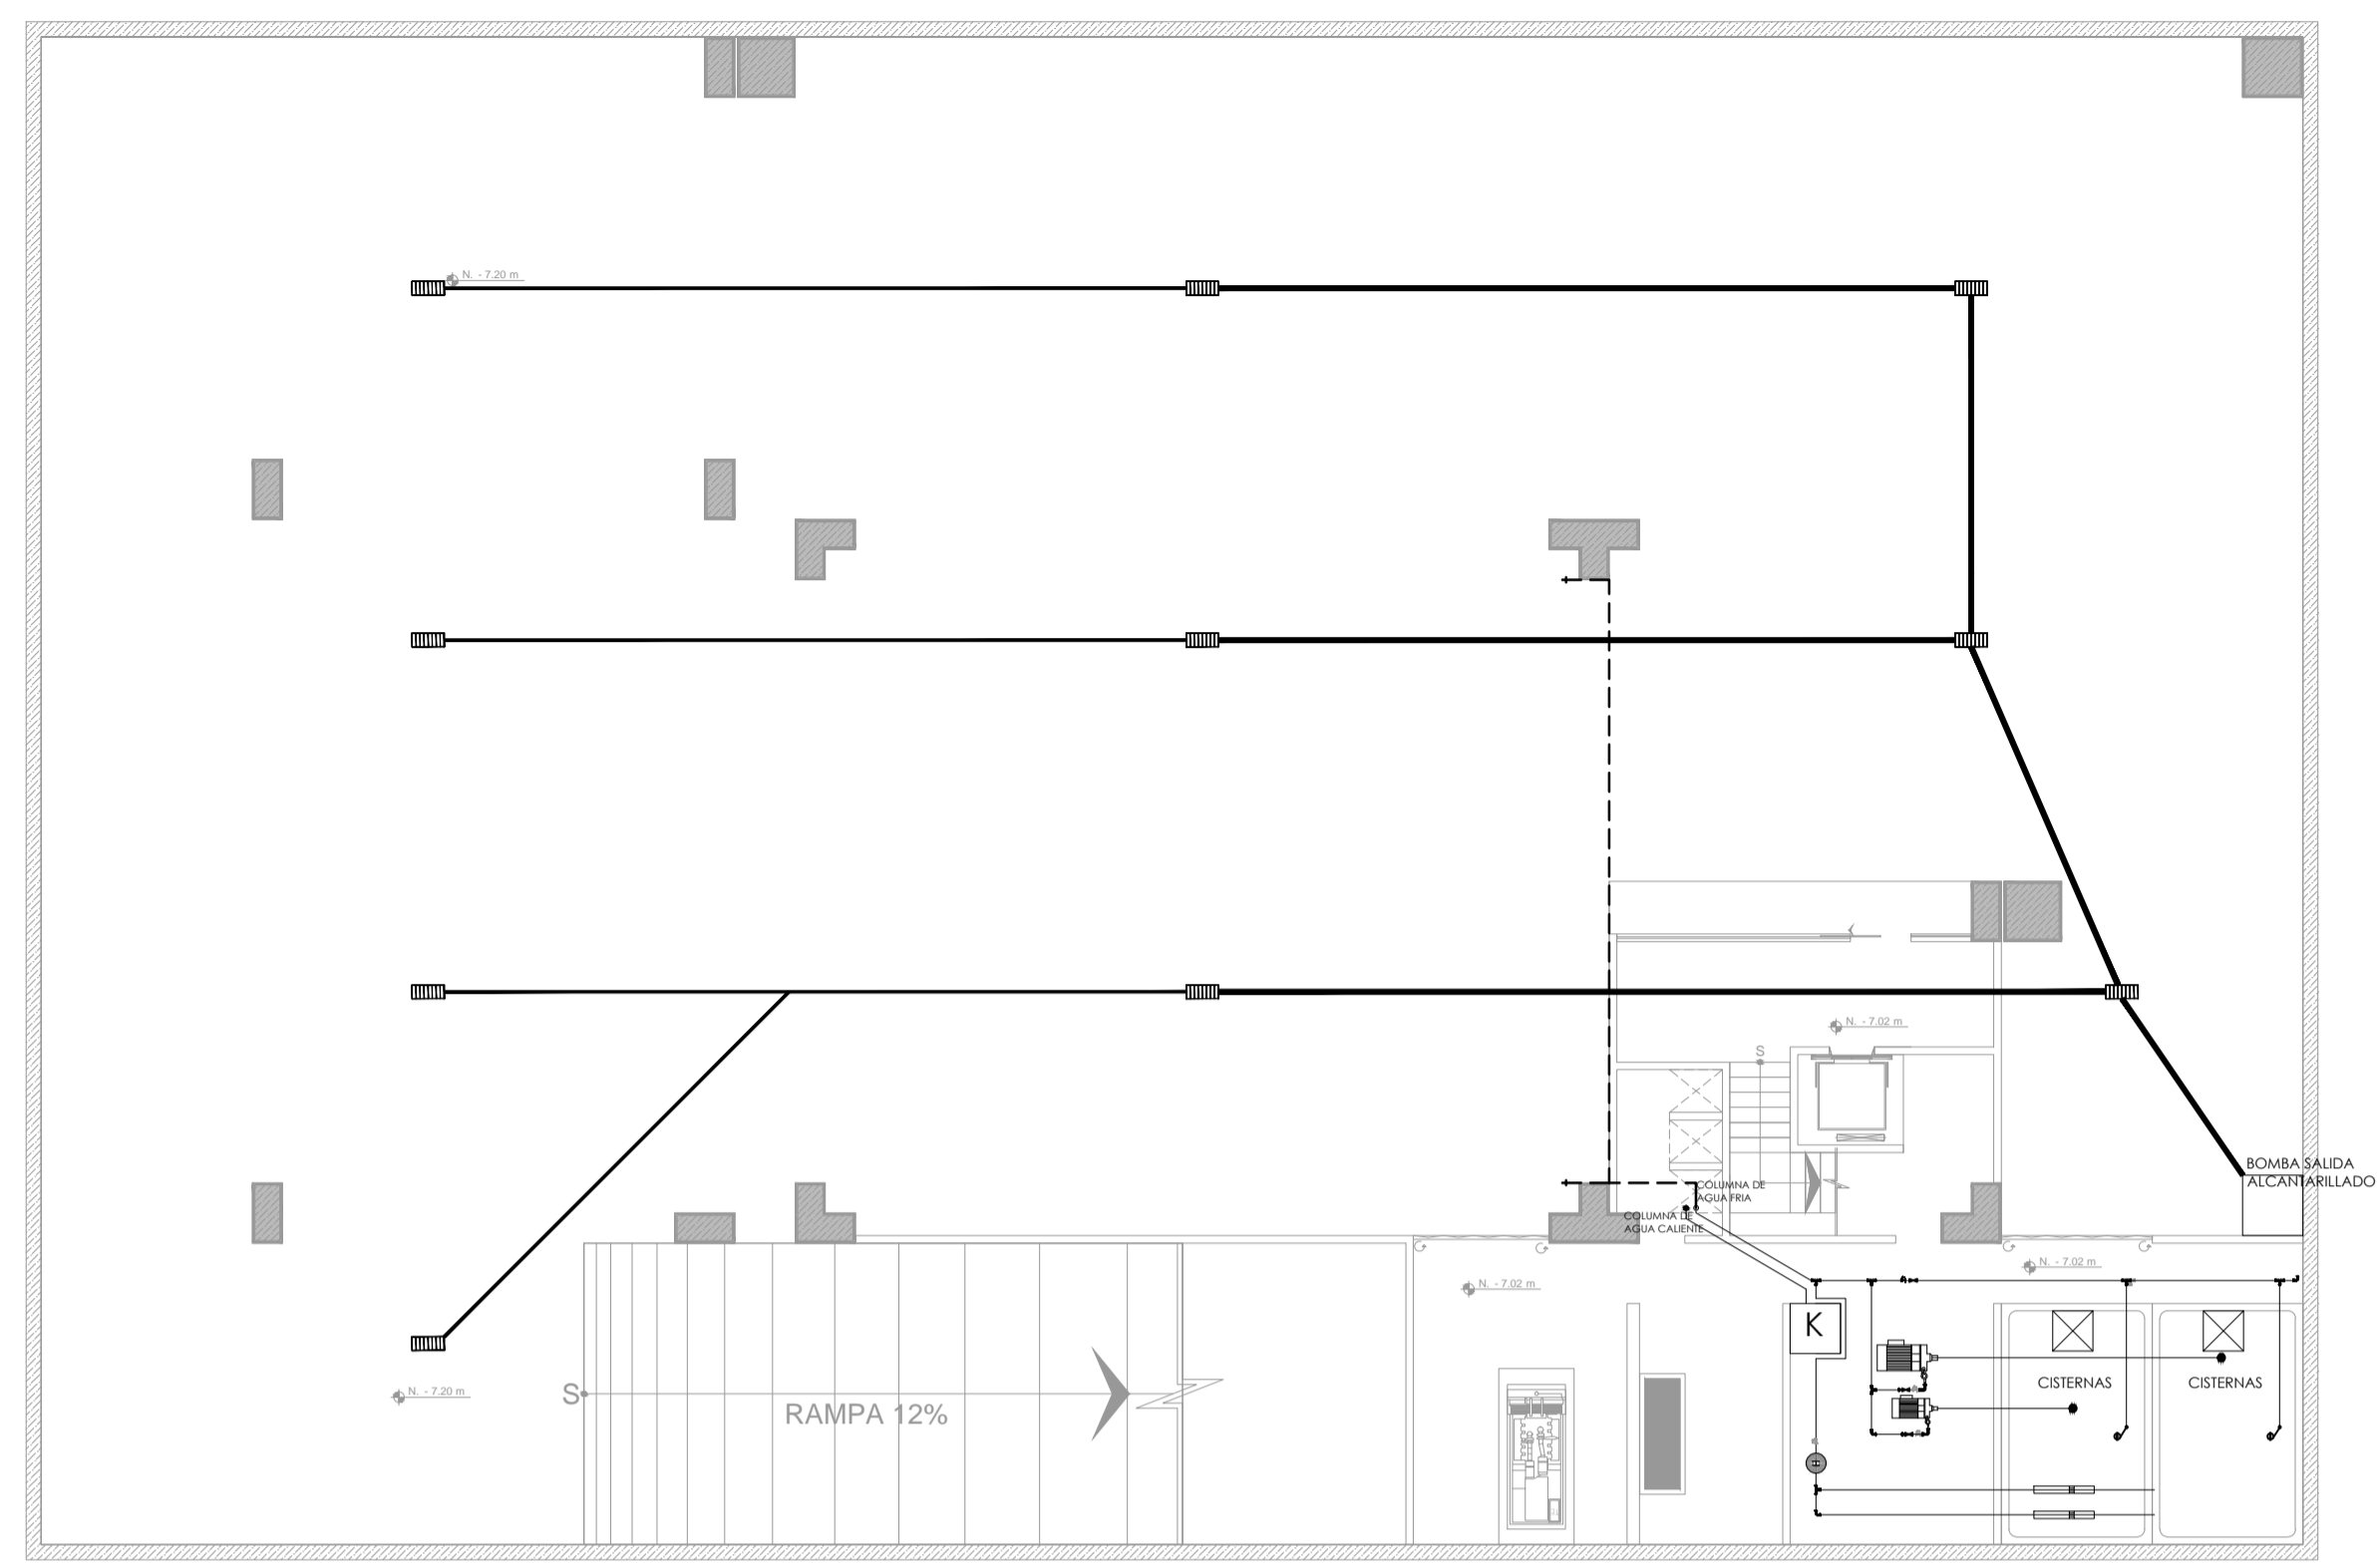 N. - 7.20 m
N. - 7.02 m
S
BOMBA SALIDA
ALCANTARILLADO
COLUMNA DE
AGUA FRIA
COLUMNA DE
AGUA CALIENTE
N. - 7.02 m
N. - 7.02 m
K
CISTERNAS
CISTERNAS
N. - 7.20 m
S
RAMPA 12%